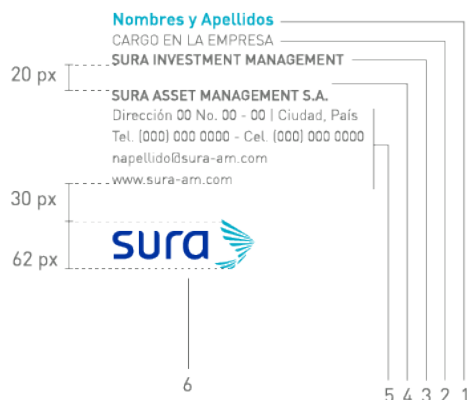 Nombres y Apellidos
CARGO EN LA EMPRESA
SURA INVESTMENT MANAGEMENT
20 px
SURA ASSET MANAGEMENT S.A.
Dirección 00 No. 00 - 00 | Ciudad, País
Tel. (000) 000 0000 - Cel. (000) 000 0000
napellido@sura-am.com
www.sura-am.com
30 px
sura
62 px
6
5 4 3 2 1